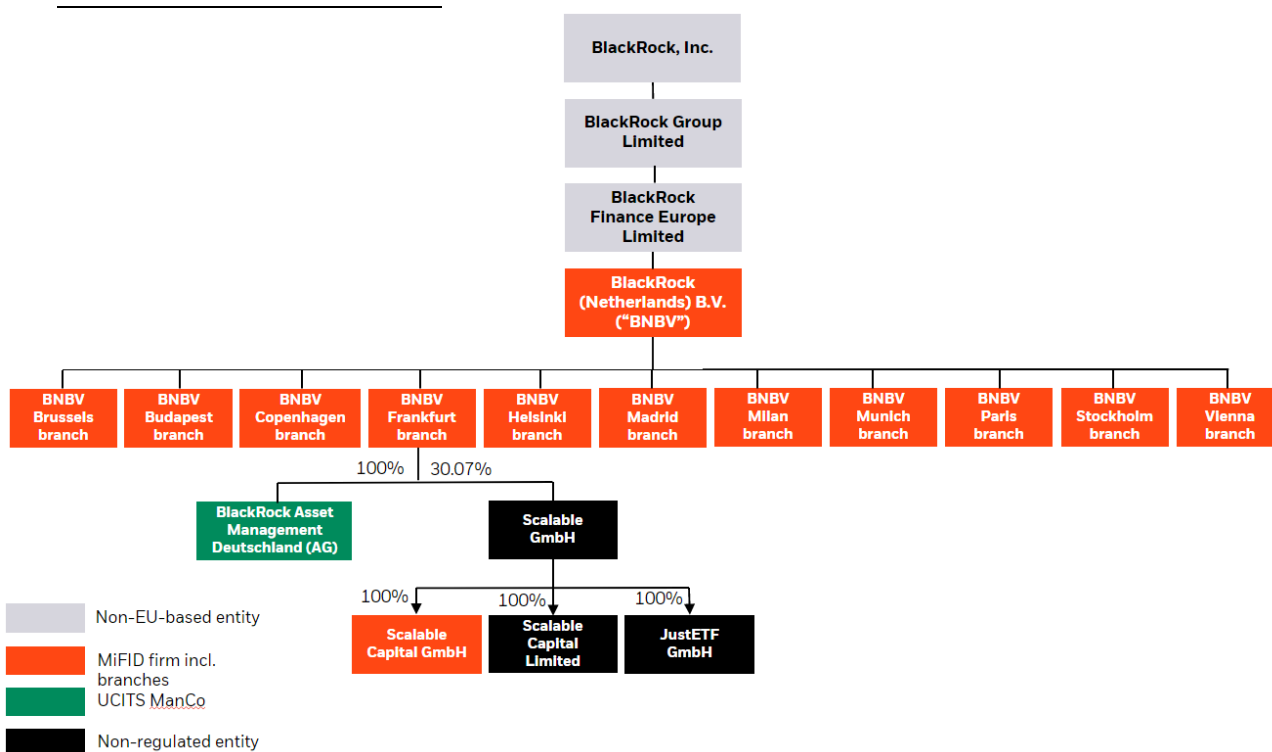 BlackRock, Inc.
BlackRock Group
Limited
BlackRock
Finance Europe
Limited
BlackRock
(Netherlands) B.V.
(“BNBV”)
BNBV
Brussels
branch
BNBV
Budapest
branch
BNBV
Copenhagen
branch
BNBV
Frankfurt
branch
BNBV
Helsinki
branch
BNBV
Madrid
branch
BNBV
Milan
branch
BNBV
Munich
branch
BNBV
Paris
branch
BNBV
Stockholm
branch
BNBV
Vienna
branch
100%
30.07%
BlackRock Asset
Management
Deutschland (AG)
Scalable
GmbH
100%
100%
100%
Scalable
Capital GmbH
Scalable
Capital
Limited
JustETF
GmbH
Non-EU-based entity
MiFID firm incl.
branches
UCITS ManCo
Non-regulated entity